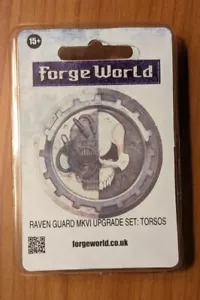 15+
Forge World
RAVEN GUARD MKVI UPGRADE SET: TORSOS
forgeworld.co.uk